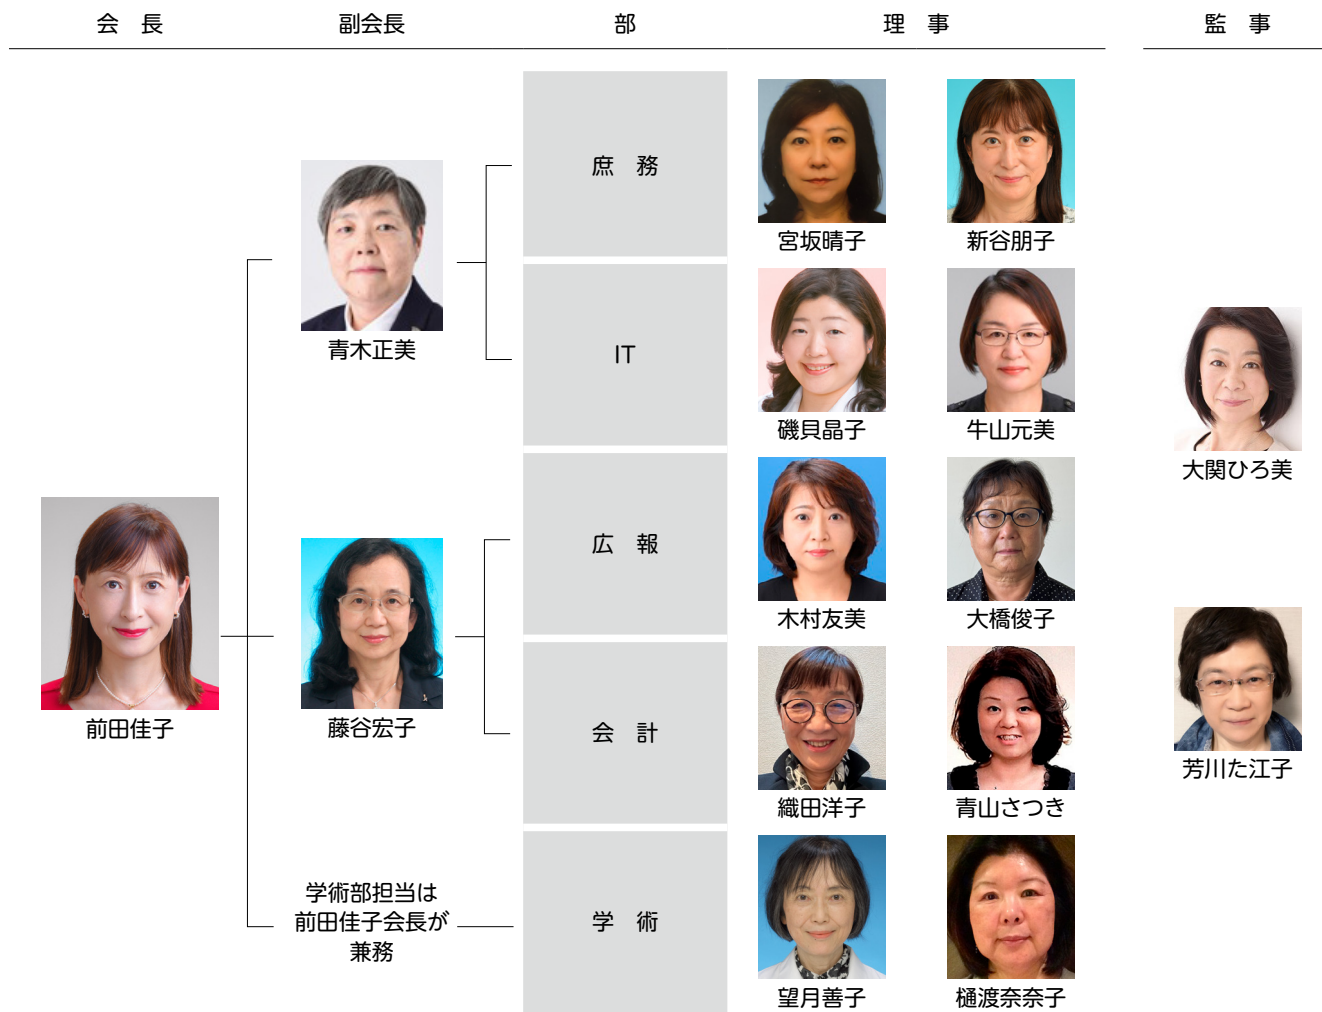 会　長
副会長
部
理　事
監　事
庶　務
宮坂晴子
新谷朋子
青木正美
IT
磯貝晶子
牛山元美
大関ひろ美
広　報
木村友美
大橋俊子
前田佳子
藤谷宏子
会　計
織田洋子
青山さつき
芳川た江子
学術部担当は
前田佳子会長が
兼務
学　術
望月善子
樋渡奈奈子